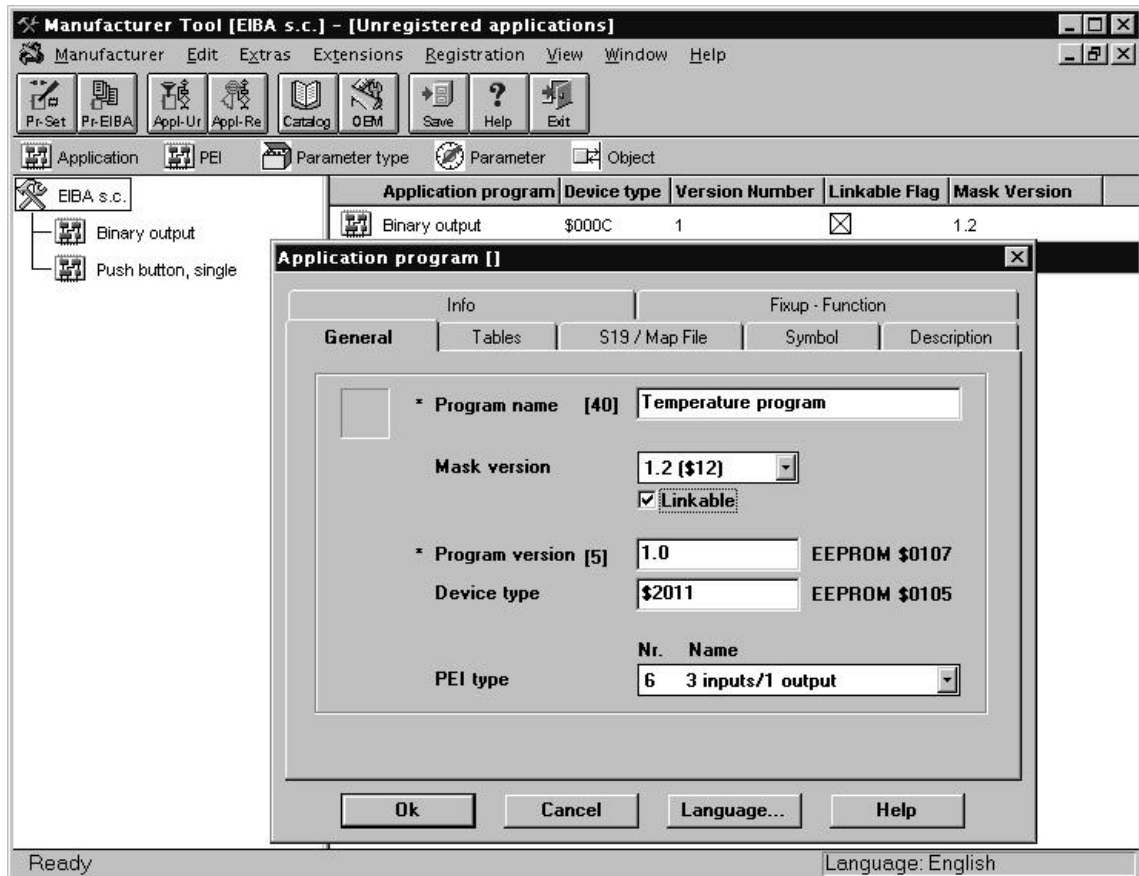 Manufacturer Tool [EIBA s.c.] - [Unregistered applications]
Manufacturer Edit Extras Extensions Registration View Window Help
Pr-Set Pr-EIBA Appl-Ur Appl-Re Catalog OEM Save Help Exit
Application PEI Parameter type Parameter Object
EIBA s.c.
Binary output
Push button, single
Application program Device type Version Number Linkable Flag Mask Version
Binary output $000C 1 1.2
Application program []
Info Fixup - Function
General Tables S19 / Map File Symbol Description
* Program name [40] Temperature program
Mask version 1.2 ($12)
Linkable
* Program version [5] 1.0 EEPROM $0107
Device type $2011 EEPROM $0105
Nr. Name
PEI type 6 3 inputs/1 output
Ok Cancel Language... Help
Ready Language: English